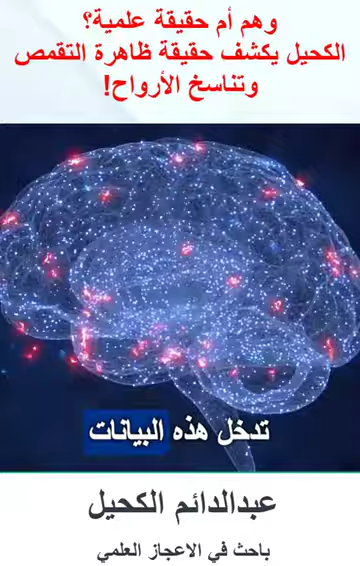 وهم أم حقيقة علمية؟
الكحيل يكشف حقيقة ظاهرة التقمص
وتناسخ الأرواح!
تدخل هذه البيانات
عبدالدائم الكحيل
باحث في الاعجاز العلمي